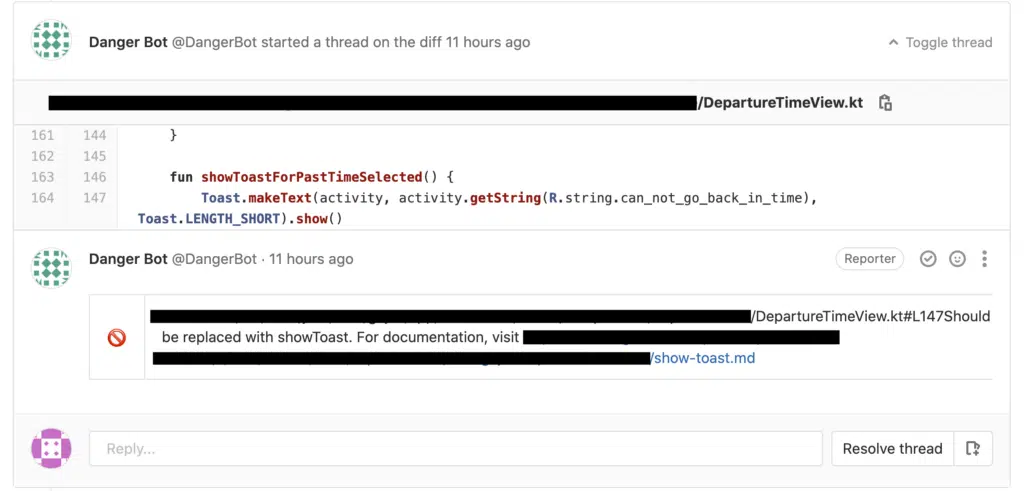 Danger Bot @DangerBot started a thread on the diff 11 hours ago
Toggle thread
/DepartureTimeView.kt
161 144 }
162 145
163 146 fun showToastForPastTimeSelected() {
164 147 Toast.makeText(activity, activity.getString(R.string.can_not_go_back_in_time),
Toast.LENGTH_SHORT).show()
Danger Bot @DangerBot · 11 hours ago
Reporter
/DepartureTimeView.kt#L147Should
be replaced with showToast. For documentation, visit
/show-toast.md
Reply...
Resolve thread